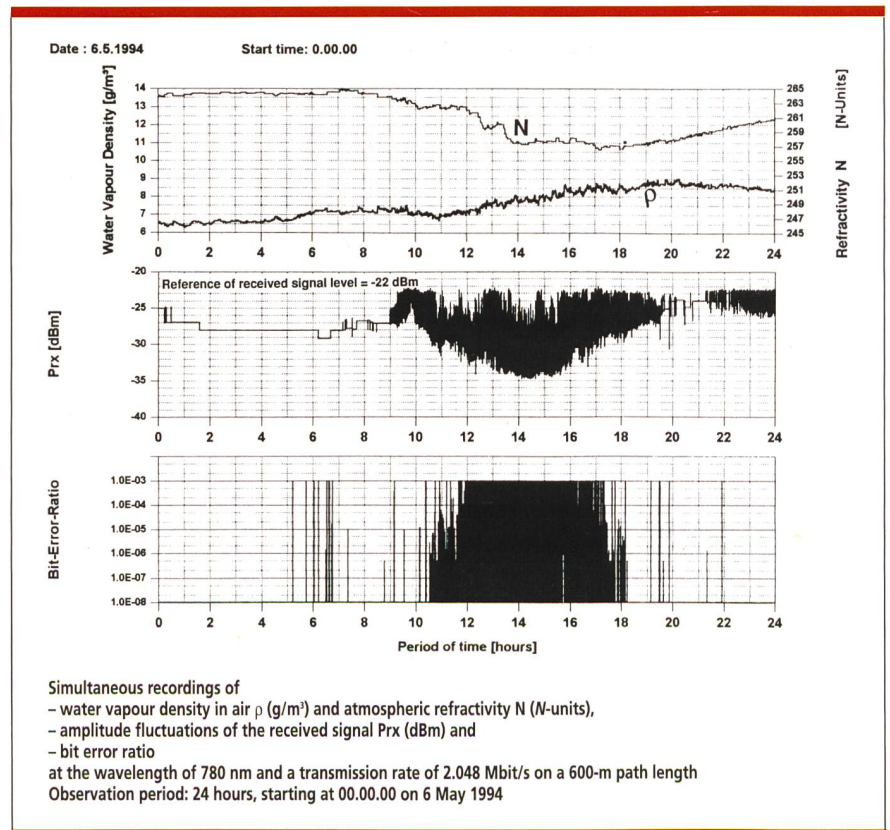 Date : 6.5.1994 Start time: 0.00.00
Water Vapour Density [g/m³]
14
13
12
11
10
9
8
7
6
N
ρ
265
263
261
259
257
255
253
251
249
247
245
Refractivity N [N-Units]
0 2 4 6 8 10 12 14 16 18 20 22 24
Prx [dBm]
-20
-25
-30
-35
-40
Reference of received signal level = -22 dBm
0 2 4 6 8 10 12 14 16 18 20 22 24
Bit-Error-Ratio
1.0E-03
1.0E-04
1.0E-05
1.0E-06
1.0E-07
1.0E-08
0 2 4 6 8 10 12 14 16 18 20 22 24
Period of time [hours]
Simultaneous recordings of
– water vapour density in air ρ (g/m³) and atmospheric refractivity N (N-units),
– amplitude fluctuations of the received signal Prx (dBm) and
– bit error ratio
at the wavelength of 780 nm and a transmission rate of 2.048 Mbit/s on a 600-m path length
Observation period: 24 hours, starting at 00.00.00 on 6 May 1994